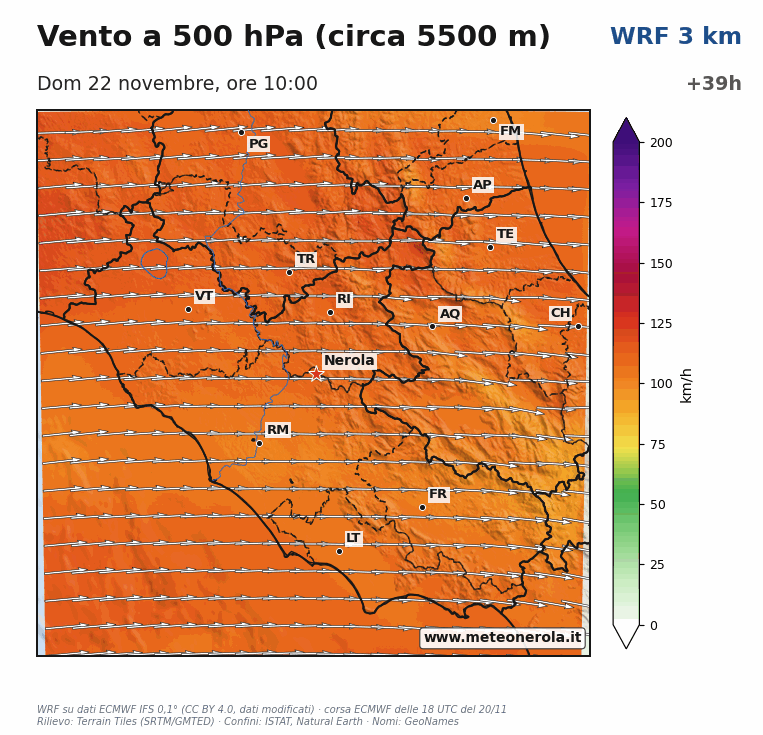 Vento a 500 hPa (circa 5500 m)
WRF 3 km
Dom 22 novembre, ore 10:00
+39h
FM
PG
AP
TE
TR
VT
RI
AQ
CH
Nerola
RM
FR
LT
www.meteonerola.it
200
175
150
125
100
75
50
25
0
km/h
WRF su dati ECMWF IFS 0,1° (CC BY 4.0, dati modificati) · corsa ECMWF delle 18 UTC del 20/11
Rilievo: Terrain Tiles (SRTM/GMTED) · Confini: ISTAT, Natural Earth · Nomi: GeoNames